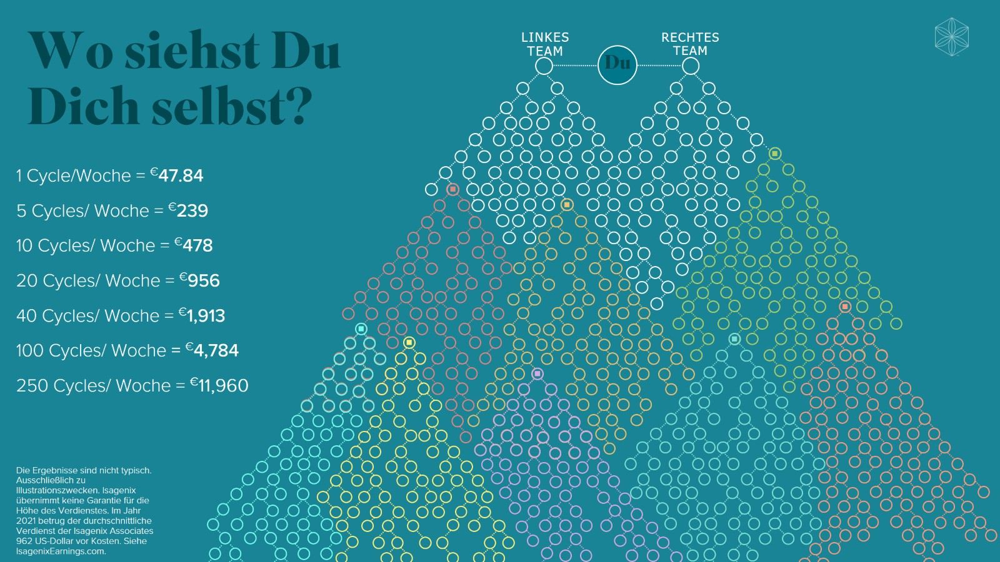 Wo siehst Du
Dich selbst?
LINKES
TEAM
Du
RECHTES
TEAM
1 Cycle/Woche = €47.84
5 Cycles/ Woche = €239
10 Cycles/ Woche = €478
20 Cycles/ Woche = €956
40 Cycles/ Woche = €1,913
100 Cycles/ Woche = €4,784
250 Cycles/ Woche = €11,960
Die Ergebnisse sind nicht typisch.
Ausschließlich zu
Illustrationszwecken. Isagenix
übernimmt keine Garantie für die
Höhe des Verdienstes. Im Jahr
2021 betrug der durchschnittliche
Verdienst der Isagenix Associates
962 US-Dollar vor Kosten. Siehe
IsagenixEarnings.com.